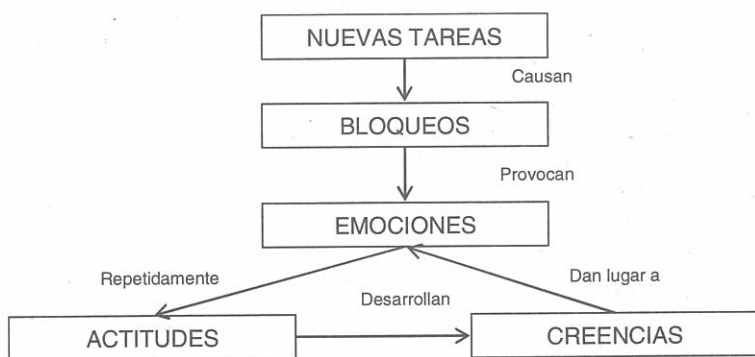 NUEVAS TAREAS
Causan
BLOQUEOS
Provocan
EMOCIONES
Repetidamente
Dan lugar a
Desarrollan
ACTITUDES
CREENCIAS